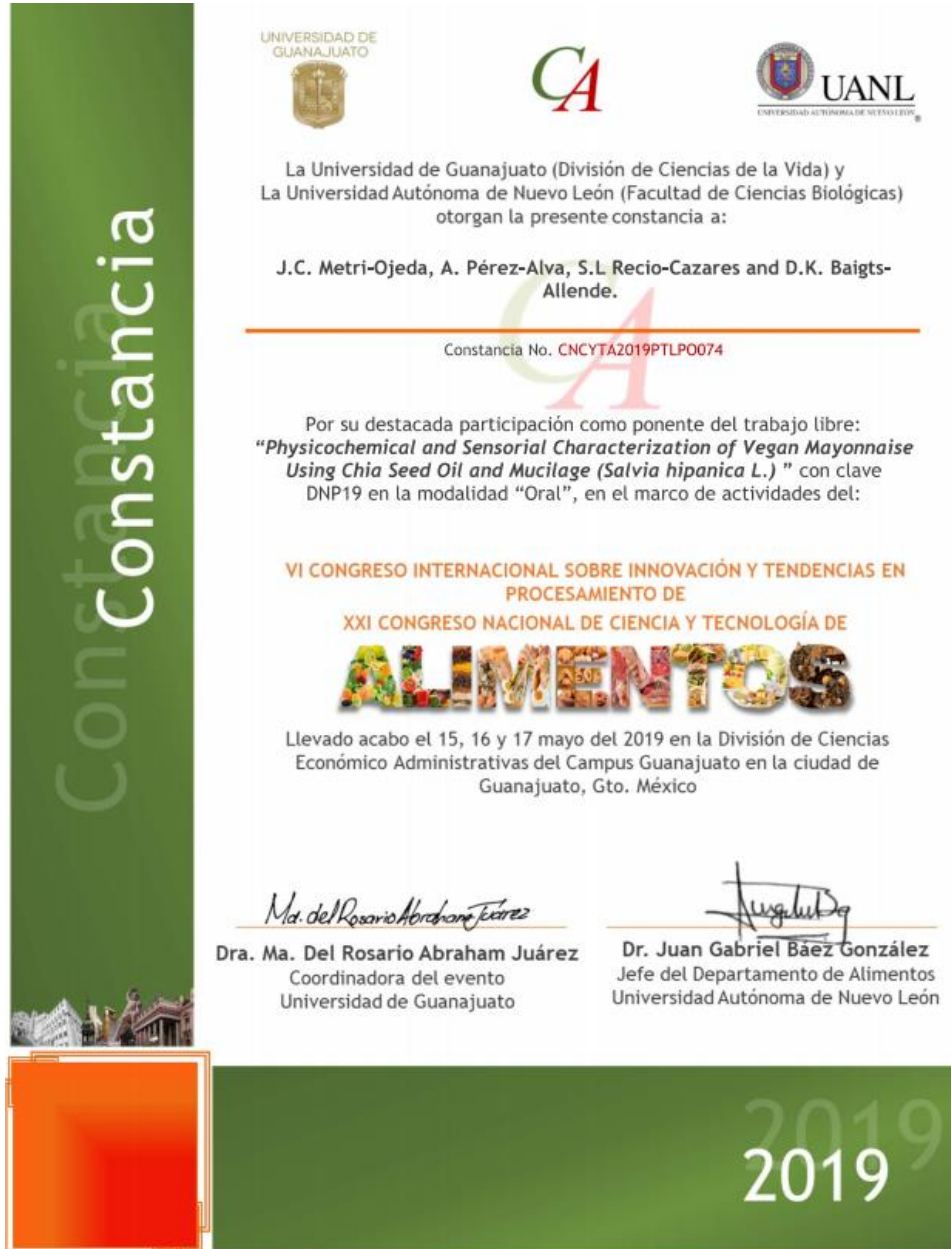 UNIVERSIDAD DE
GUANAJUATO
CA
UANL
UNIVERSIDAD AUTÓNOMA DE NUEVO LEÓN
®
Constancia
Constancia
La Universidad de Guanajuato (División de Ciencias de la Vida) y
La Universidad Autónoma de Nuevo León (Facultad de Ciencias Biológicas)
otorgan la presente constancia a:
J.C. Metri-Ojeda, A. Pérez-Alva, S.L Recio-Cazares and D.K. Baigts-
Allende.
CA
Constancia No. CNCYTA2019PTLPO074
Por su destacada participación como ponente del trabajo libre:
“Physicochemical and Sensorial Characterization of Vegan Mayonnaise
Using Chia Seed Oil and Mucilage (Salvia hipanica L.) ” con clave
DNP19 en la modalidad “Oral”, en el marco de actividades del:
VI CONGRESO INTERNACIONAL SOBRE INNOVACIÓN Y TENDENCIAS EN
PROCESAMIENTO DE
XXI CONGRESO NACIONAL DE CIENCIA Y TECNOLOGÍA DE
ALIMENTOS
Llevado acabo el 15, 16 y 17 mayo del 2019 en la División de Ciencias
Económico Administrativas del Campus Guanajuato en la ciudad de
Guanajuato, Gto. México
Ma. del Rosario Abraham Juárez
Dra. Ma. Del Rosario Abraham Juárez
Coordinadora del evento
Universidad de Guanajuato
Dr. Juan Gabriel Báez González
Jefe del Departamento de Alimentos
Universidad Autónoma de Nuevo León
2019
2019